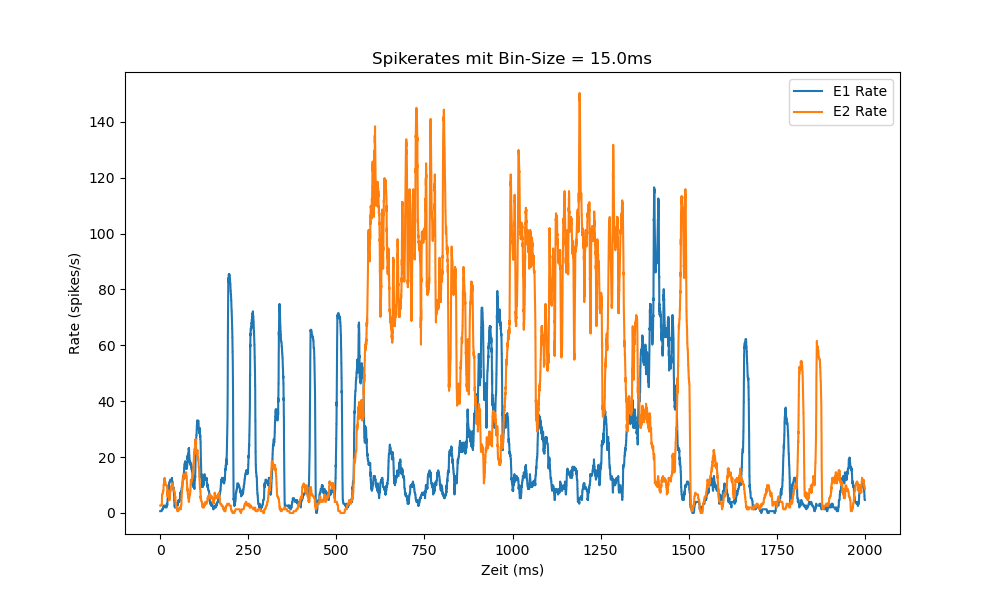 Spikerates mit Bin-Size = 15.0ms
E1 Rate
E2 Rate
Rate (spikes/s)
140
120
100
80
60
40
20
0
0 250 500 750 1000 1250 1500 1750 2000
Zeit (ms)